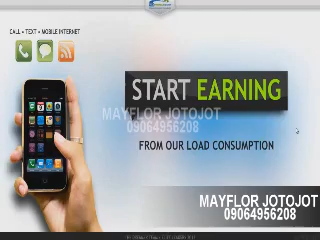 CALL • TEXT • MOBILE INTERNET
START EARNING
MAYFLOR JOTOJOT
09064956208
FROM OUR LOAD CONSUMPTION
MAYFLOR JOTOJOT
09064956208